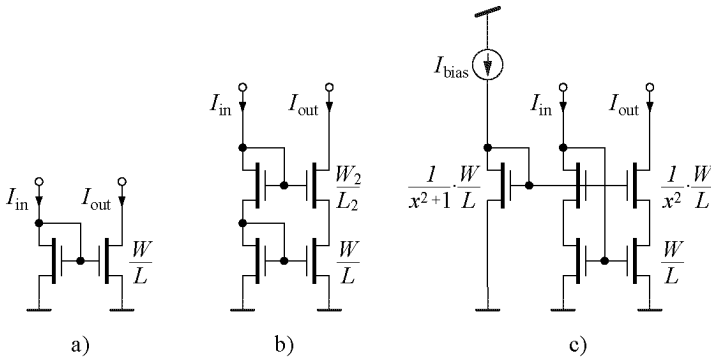 I_in I_out
W/L
a)
I_in I_out
W_2/L_2
W/L
b)
I_bias
I_in I_out
1/(x^2+1)·W/L
1/x^2·W/L
W/L
c)